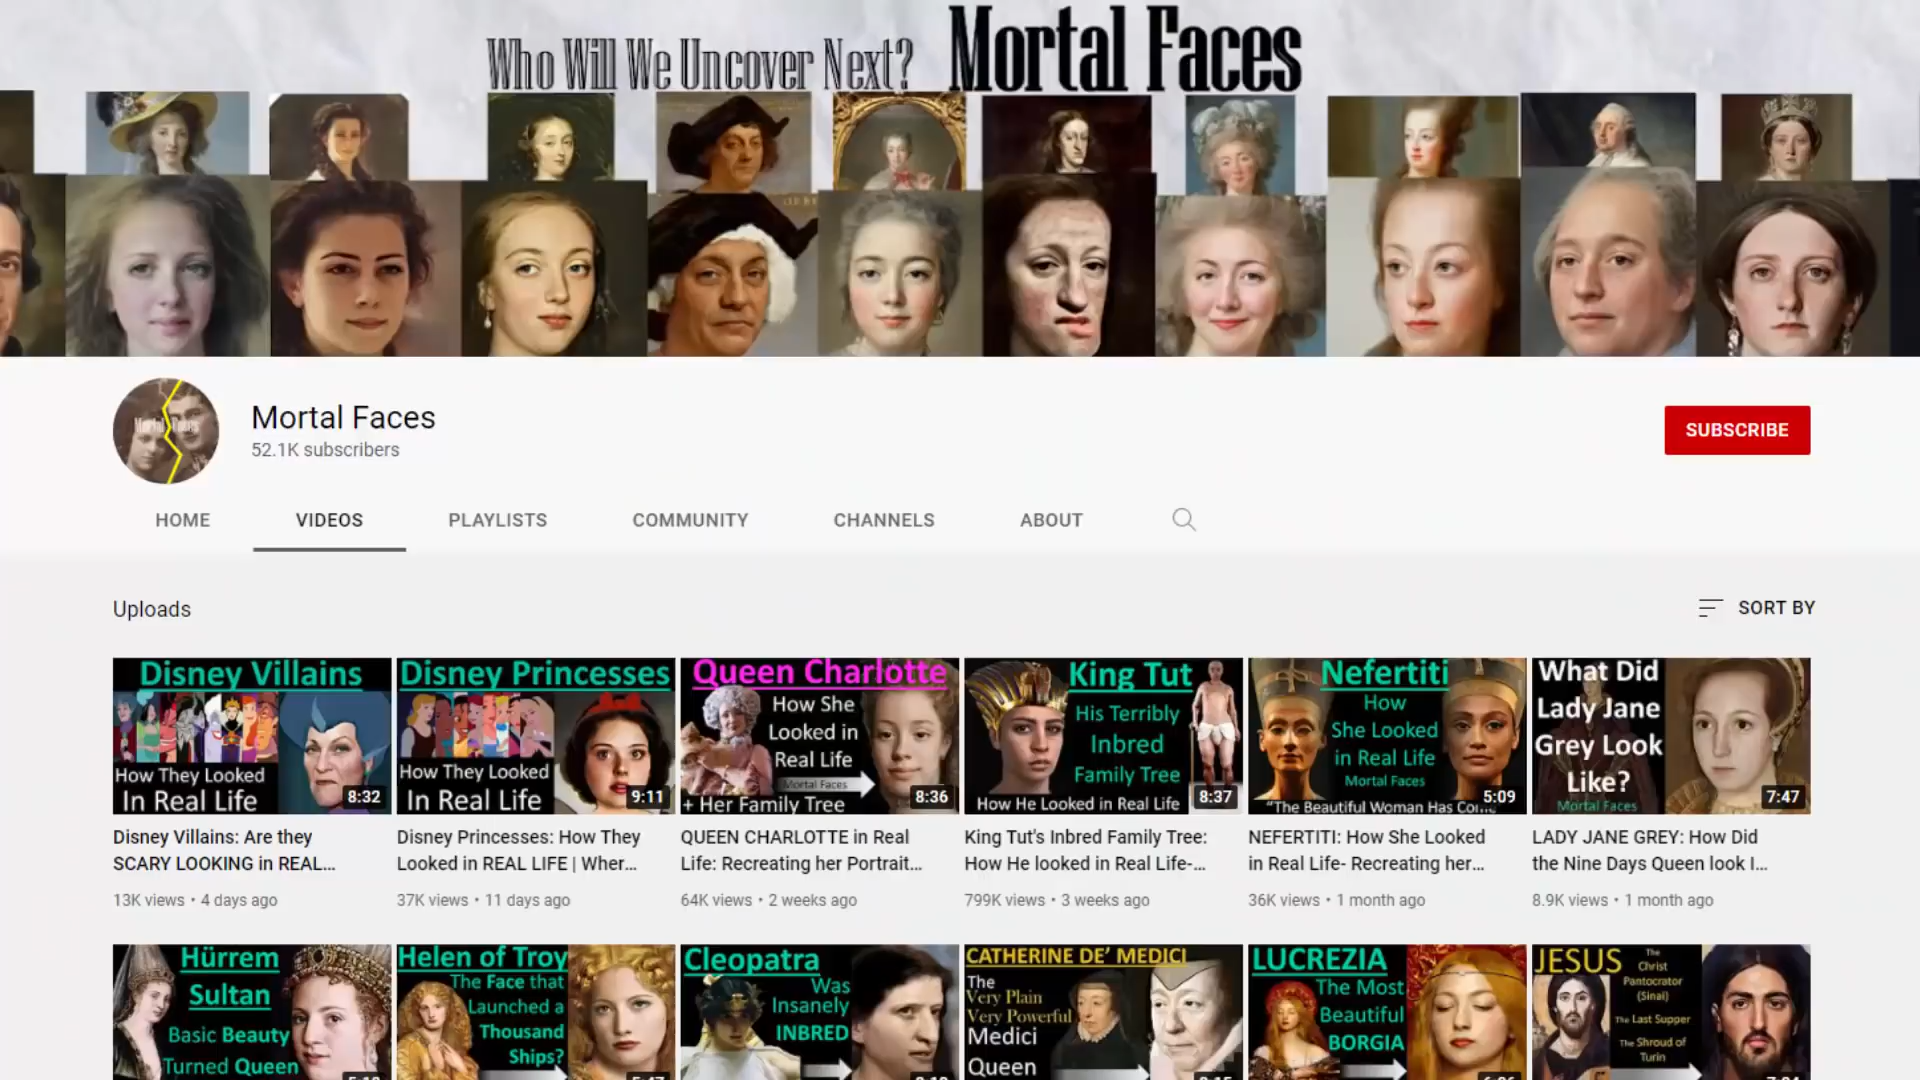 Who Will We Uncover Next? Mortal Faces
Mortal Faces
52.1K subscribers
SUBSCRIBE
HOME VIDEOS PLAYLISTS COMMUNITY CHANNELS ABOUT
Uploads
SORT BY
Disney Villains
How They Looked
In Real Life
8:32
Disney Villains: Are they
SCARY LOOKING in REAL...
13K views • 4 days ago
Disney Princesses
How They Looked
In Real Life
9:11
Disney Princesses: How They
Looked in REAL LIFE | Wher...
37K views • 11 days ago
Queen Charlotte
How She
Looked in
Real Life
Mortal Faces
+ Her Family Tree
8:36
QUEEN CHARLOTTE in Real
Life: Recreating her Portrait...
64K views • 2 weeks ago
King Tut
His Terribly
Inbred
Family Tree
How He Looked in Real Life
8:37
King Tut's Inbred Family Tree:
How He looked in Real Life-...
799K views • 3 weeks ago
Nefertiti
How
She Looked
in Real Life
Mortal Faces
"The Beautiful Woman Has
5:09
NEFERTITI: How She Looked
in Real Life- Recreating her...
36K views • 1 month ago
What Did
Lady Jane
Grey Look
Like?
Mortal Faces
7:47
LADY JANE GREY: How Did
the Nine Days Queen look I...
8.9K views • 1 month ago
Hürrem
Sultan
Basic Beauty
Turned Queen
Helen of Troy
The Face that
Launched a
Thousand
Ships?
Cleopatra
Was
Insanely
INBRED
CATHERINE DE' MEDICI
The
Very Plain
Very Powerful
Medici
Queen
LUCREZIA
The Most
Beautiful
BORGIA
JESUS
The
Christ
Pantocrator
(Sinai)
The Last Supper
The Shroud of
Turin